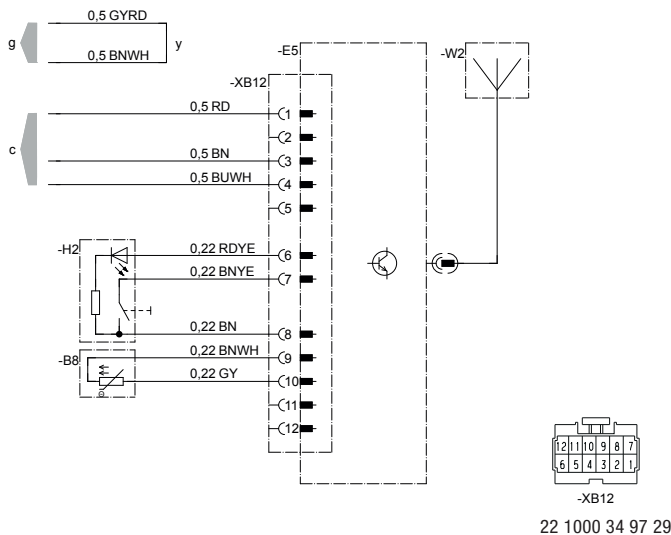 0,5 GYRD
g
y
0,5 BNWH
-E5
-W2
-XB12
0,5 RD
1
2
c
0,5 BN
3
0,5 BUWH
4
5
-H2
0,22 RDYE
6
0,22 BNYE
7
0,22 BN
8
0,22 BNWH
9
-B8
0,22 GY
10
11
12
12 11 10 9 8 7
6 5 4 3 2 1
-XB12
22 1000 34 97 29